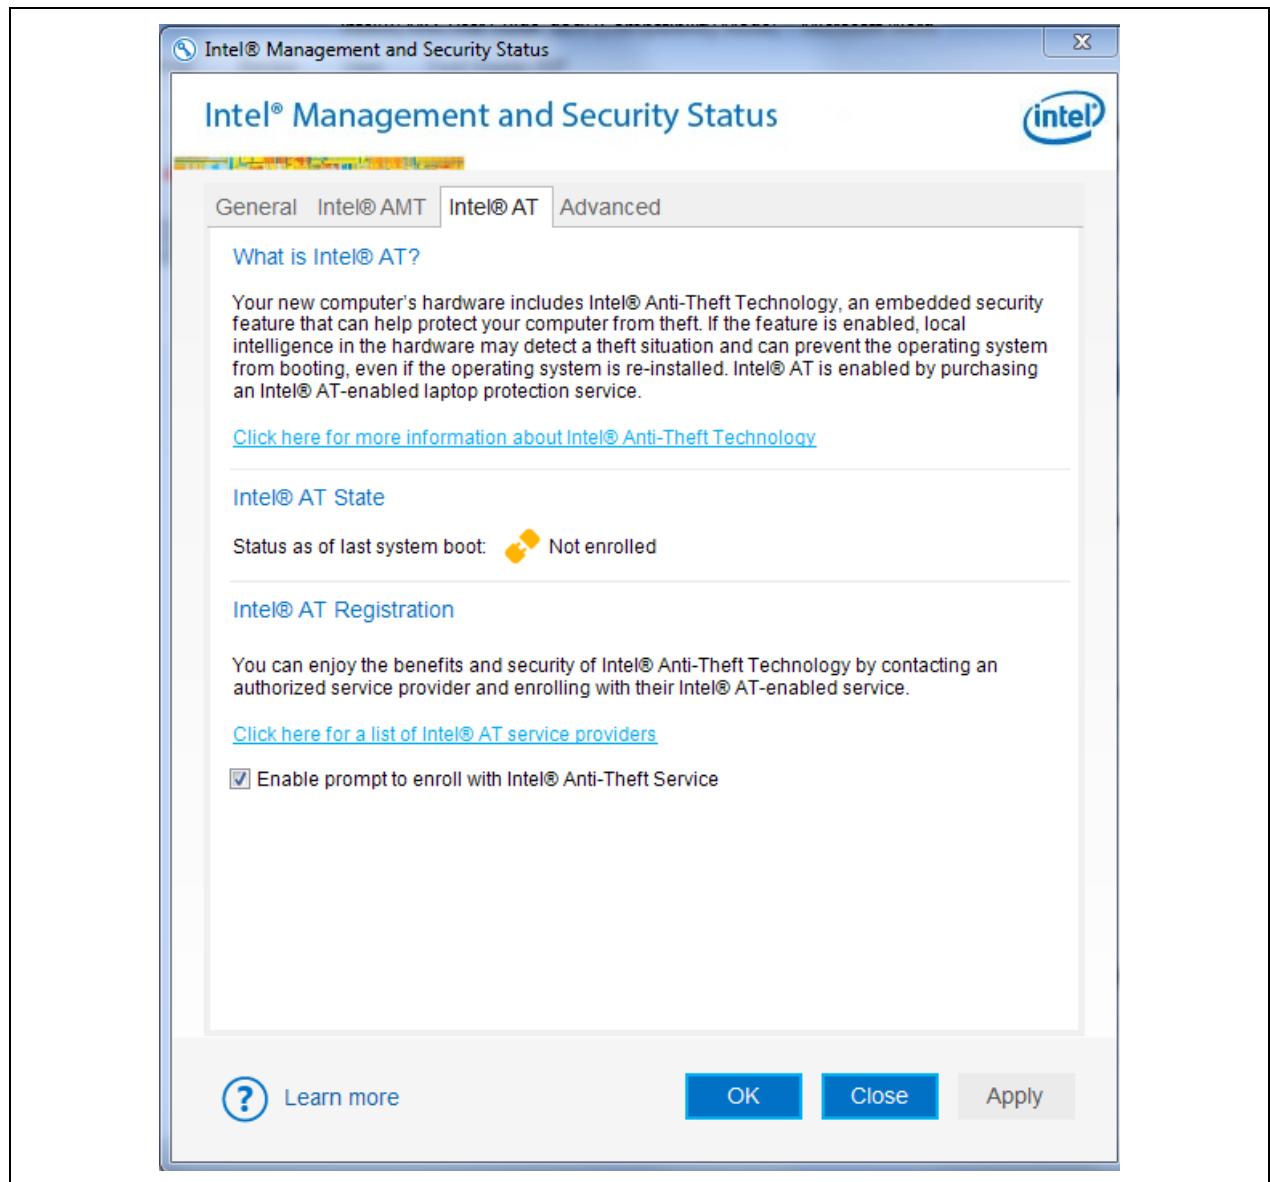 Intel® Management and Security Status
Intel® Management and Security Status
intel
General Intel® AMT Intel® AT Advanced
What is Intel® AT?
Your new computer's hardware includes Intel® Anti-Theft Technology, an embedded security
feature that can help protect your computer from theft. If the feature is enabled, local
intelligence in the hardware may detect a theft situation and can prevent the operating system
from booting, even if the operating system is re-installed. Intel® AT is enabled by purchasing
an Intel® AT-enabled laptop protection service.
Click here for more information about Intel® Anti-Theft Technology
Intel® AT State
Status as of last system boot: Not enrolled
Intel® AT Registration
You can enjoy the benefits and security of Intel® Anti-Theft Technology by contacting an
authorized service provider and enrolling with their Intel® AT-enabled service.
Click here for a list of Intel® AT service providers
Enable prompt to enroll with Intel® Anti-Theft Service
? Learn more OK Close Apply